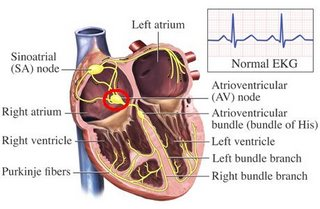 Left atrium
Normal EKG
Sinoatrial
(SA) node
Right atrium
Right ventricle
Purkinje fibers
Atrioventricular
(AV) node
Atrioventricular
bundle (bundle of His)
Left ventricle
Left bundle branch
Right bundle branch